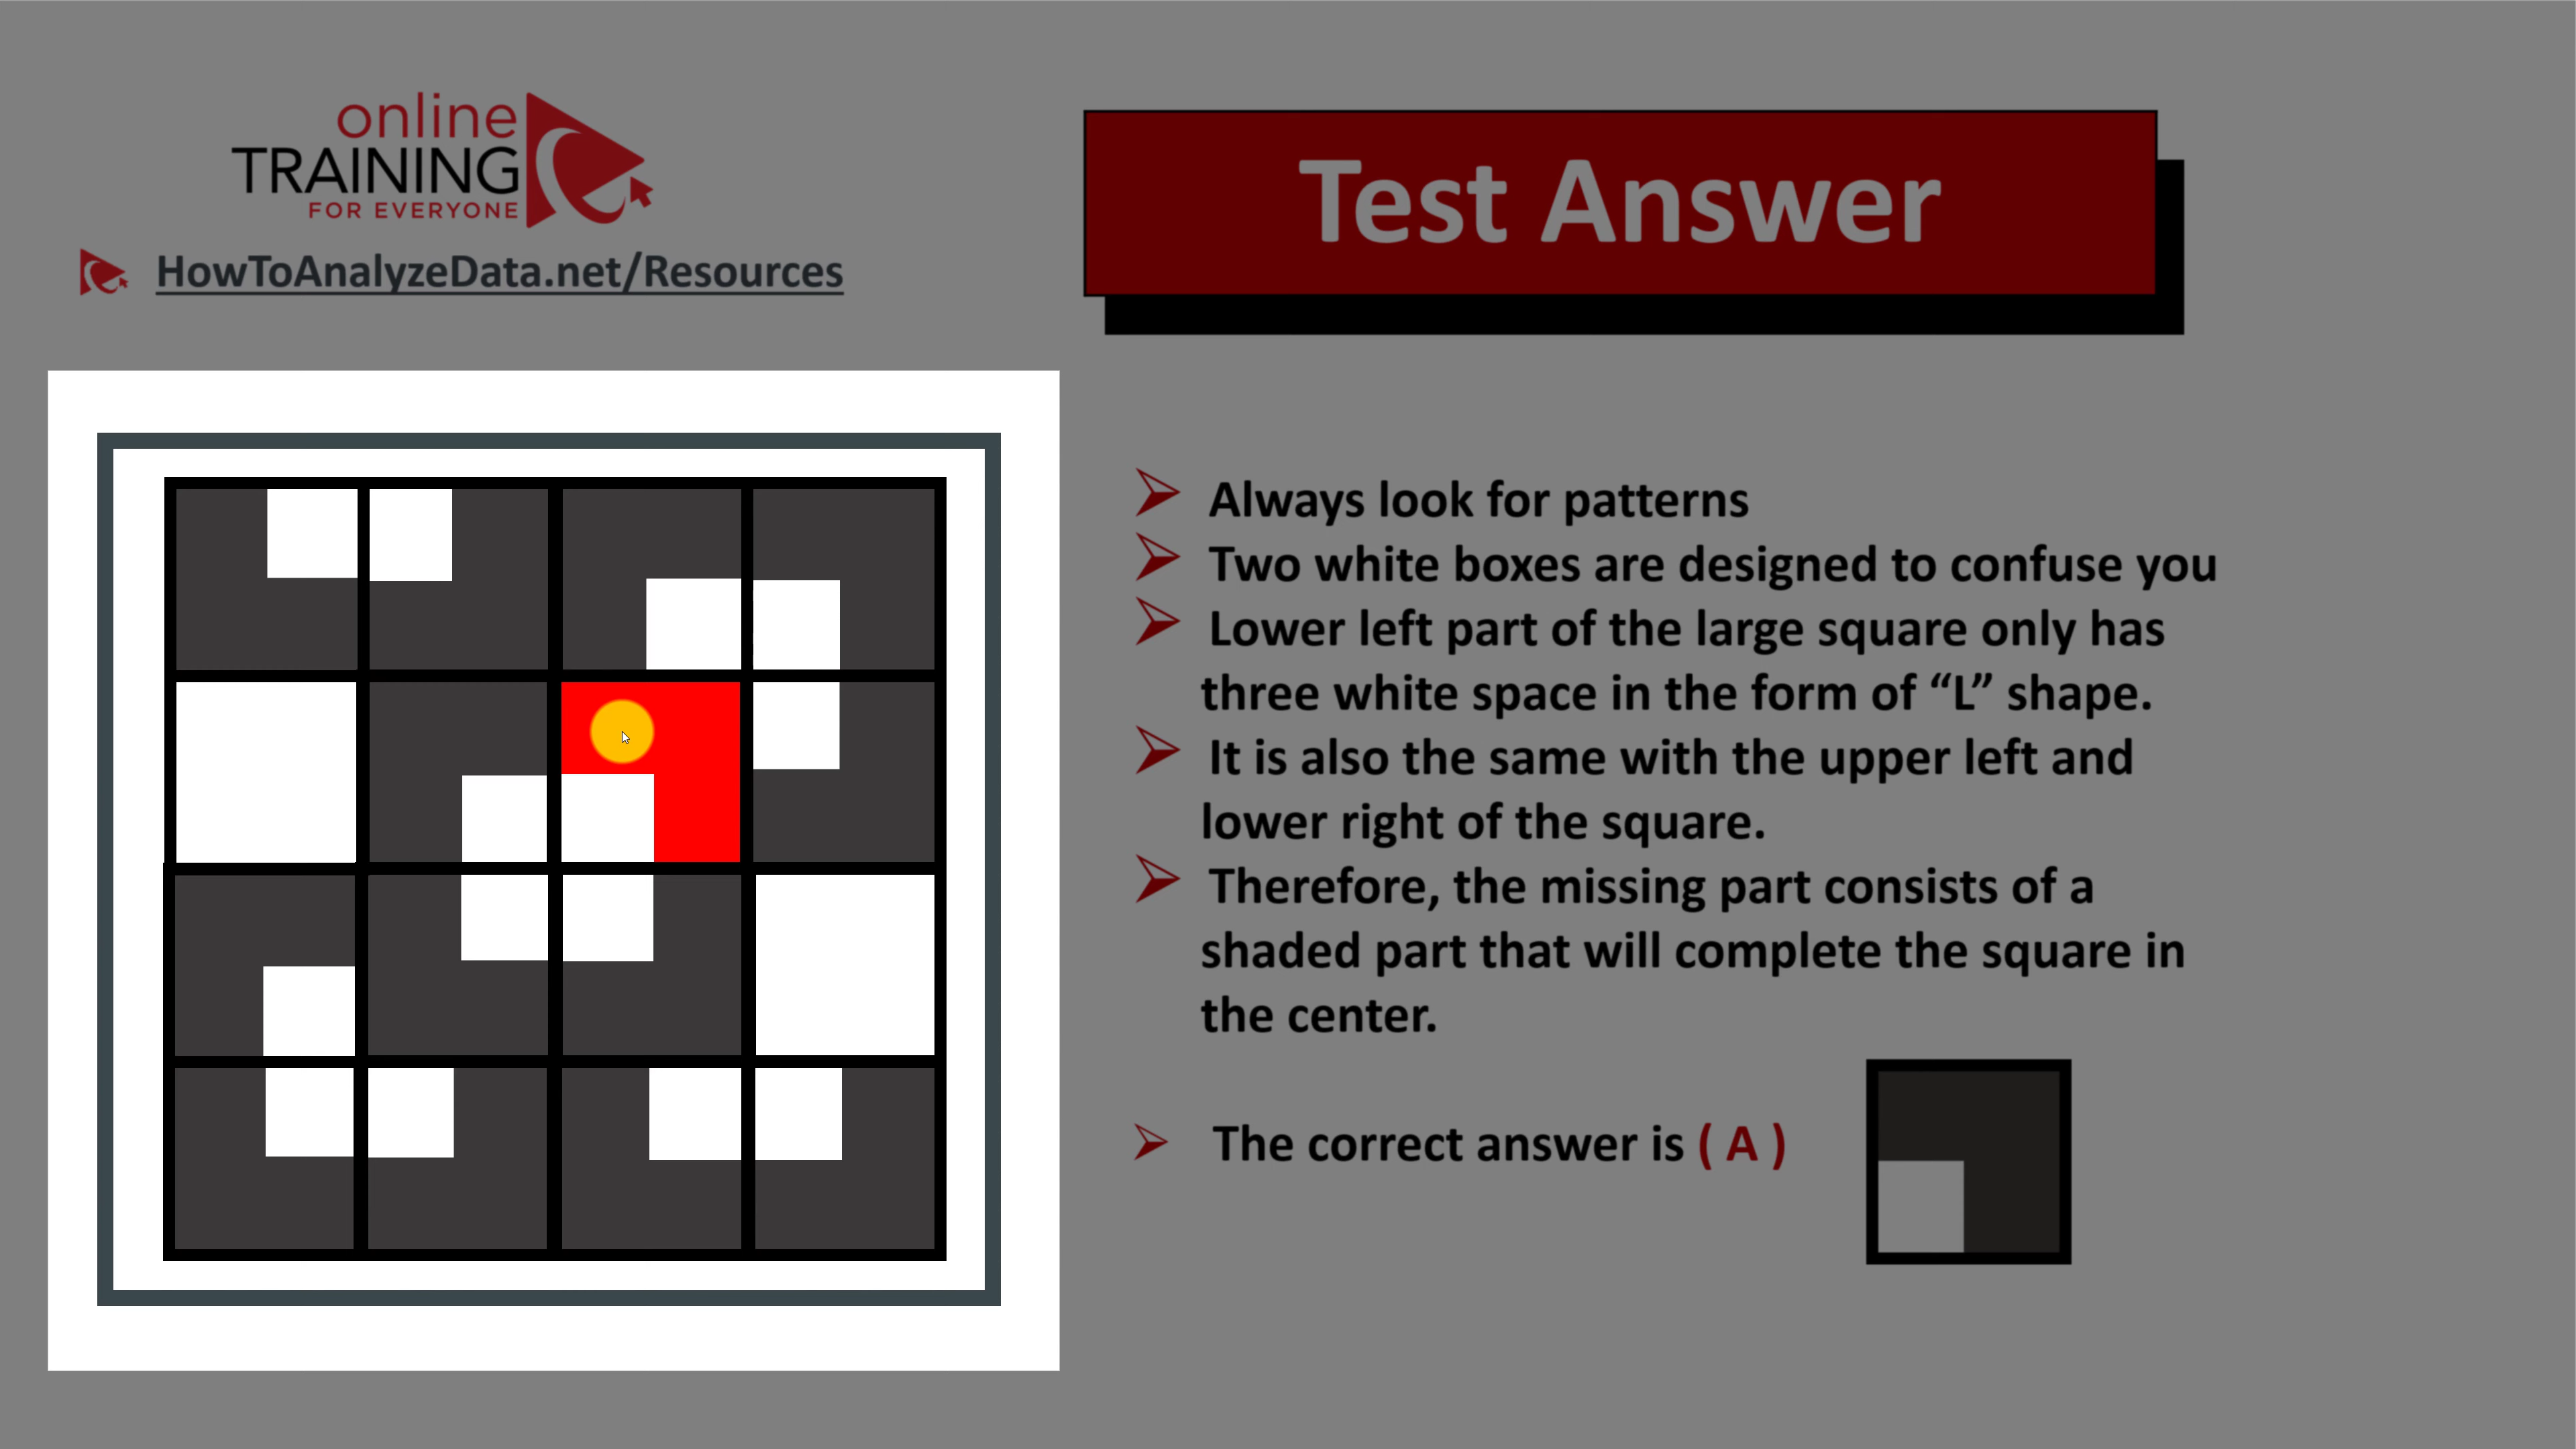 online
TRAINING
FOR EVERYONE
HowToAnalyzeData.net/Resources
Test Answer
Always look for patterns
Two white boxes are designed to confuse you
Lower left part of the large square only has
three white space in the form of “L” shape.
It is also the same with the upper left and
lower right of the square.
Therefore, the missing part consists of a
shaded part that will complete the square in
the center.
The correct answer is ( A )